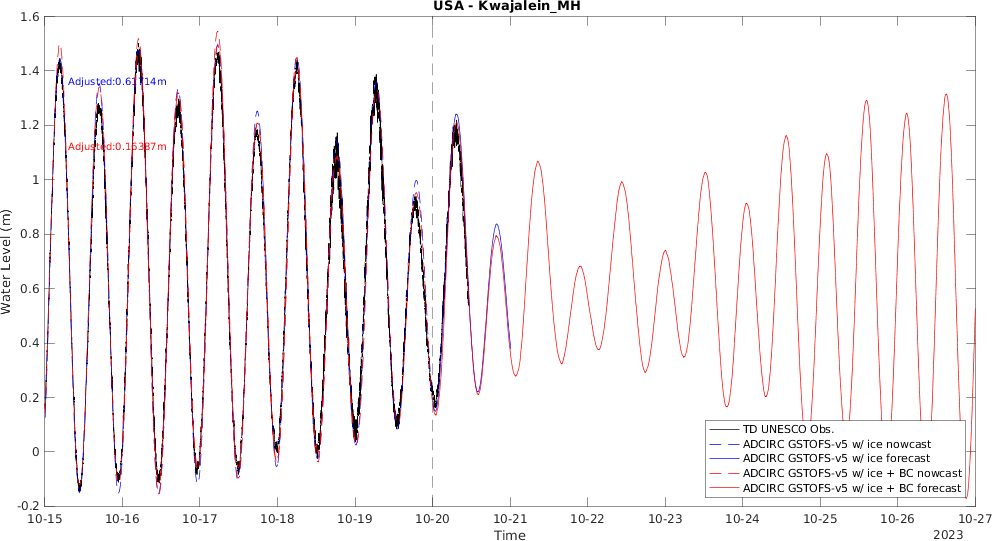 USA - Kwajalein_MH
1.6
1.4
1.2
1
0.8
0.6
0.4
0.2
0
-0.2
Water Level (m)
Adjusted:0.61714m
Adjusted:0.15387m
TD UNESCO Obs.
ADCIRC GSTOFS-v5 w/ ice nowcast
ADCIRC GSTOFS-v5 w/ ice forecast
ADCIRC GSTOFS-v5 w/ ice + BC nowcast
ADCIRC GSTOFS-v5 w/ ice + BC forecast
10-15 10-16 10-17 10-18 10-19 10-20 10-21 10-22 10-23 10-24 10-25 10-26 10-27
Time
2023